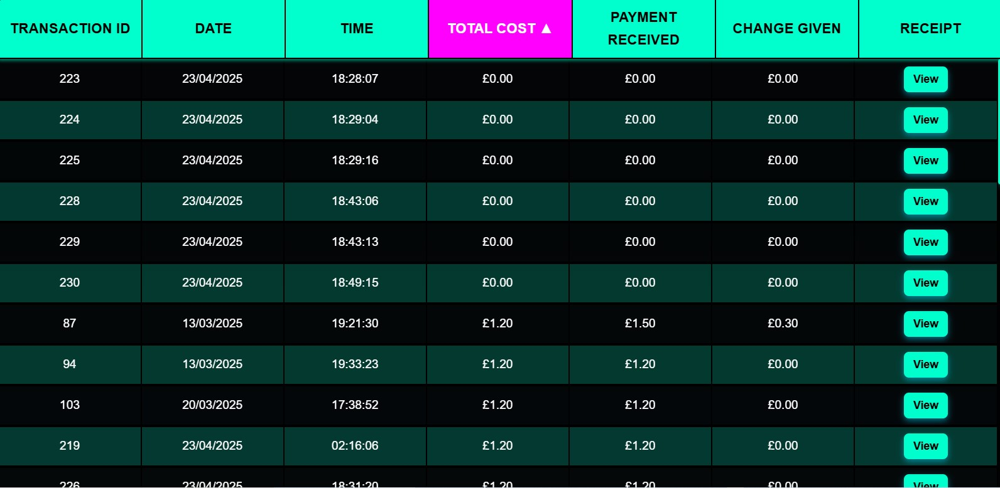 TRANSACTION ID DATE TIME TOTAL COST ▲ PAYMENT RECEIVED CHANGE GIVEN RECEIPT
223 23/04/2025 18:28:07 £0.00 £0.00 £0.00 View
224 23/04/2025 18:29:04 £0.00 £0.00 £0.00 View
225 23/04/2025 18:29:16 £0.00 £0.00 £0.00 View
228 23/04/2025 18:43:06 £0.00 £0.00 £0.00 View
229 23/04/2025 18:43:13 £0.00 £0.00 £0.00 View
230 23/04/2025 18:49:15 £0.00 £0.00 £0.00 View
87 13/03/2025 19:21:30 £1.20 £1.50 £0.30 View
94 13/03/2025 19:33:23 £1.20 £1.20 £0.00 View
103 20/03/2025 17:38:52 £1.20 £1.20 £0.00 View
219 23/04/2025 02:16:06 £1.20 £1.20 £0.00 View
226 23/04/2025 18:31:20 £1.20 £1.20 £0.00 View